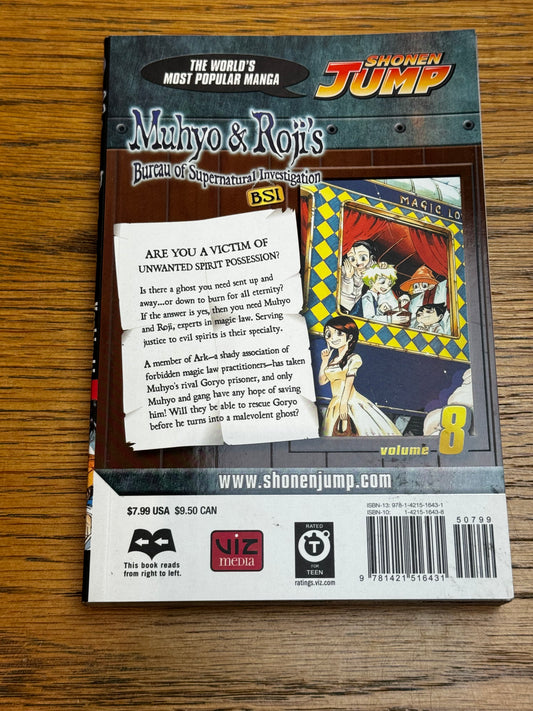 THE WORLD'S
MOST POPULAR MANGA
SHONEN
JUMP
Muhyo & Roji's
Bureau of Supernatural Investigation
BSI
MAGIC LO
ARE YOU A VICTIM OF
UNWANTED SPIRIT POSSESSION?
Is there a ghost you need sent up and
away...or down to burn for all eternity?
If the answer is yes, then you need Muhyo
and Roji, experts in magic law. Serving
justice to evil spirits is their specialty.
A member of Ark—a shady association of
forbidden magic law practitioners—has taken
Muhyo's rival Goryo prisoner, and only
Muhyo and gang have any hope of saving
him! Will they be able to rescue Goryo
before he turns into a malevolent ghost?
volume 8
www.shonenjump.com
$7.99 USA $9.50 CAN
This book reads
from right to left.
VIZ
media
RATED
T
FOR
TEEN
ratings.viz.com
ISBN-13: 978-1-4215-1643-1
ISBN-10: 1-4215-1643-8
50799
9 781421 516431